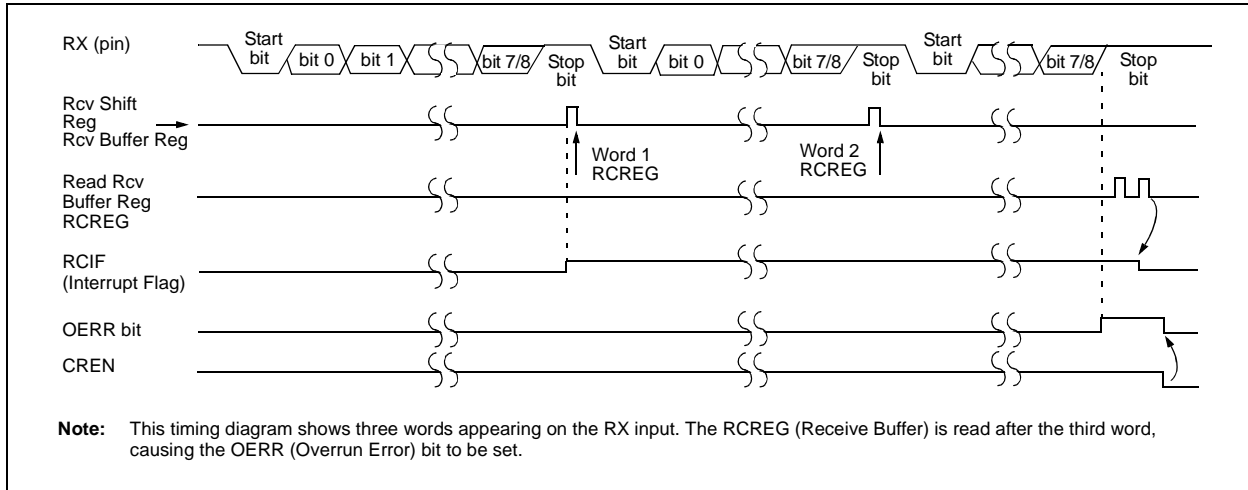 RX (pin)
Start bit
bit 0
bit 1
bit 7/8
Stop bit
Start bit
bit 0
bit 7/8
Stop bit
Start bit
bit 7/8
Stop bit
Rcv Shift
Reg
Rcv Buffer Reg
Word 1
RCREG
Word 2
RCREG
Read Rcv
Buffer Reg
RCREG
RCIF
(Interrupt Flag)
OERR bit
CREN
Note: This timing diagram shows three words appearing on the RX input. The RCREG (Receive Buffer) is read after the third word,
causing the OERR (Overrun Error) bit to be set.